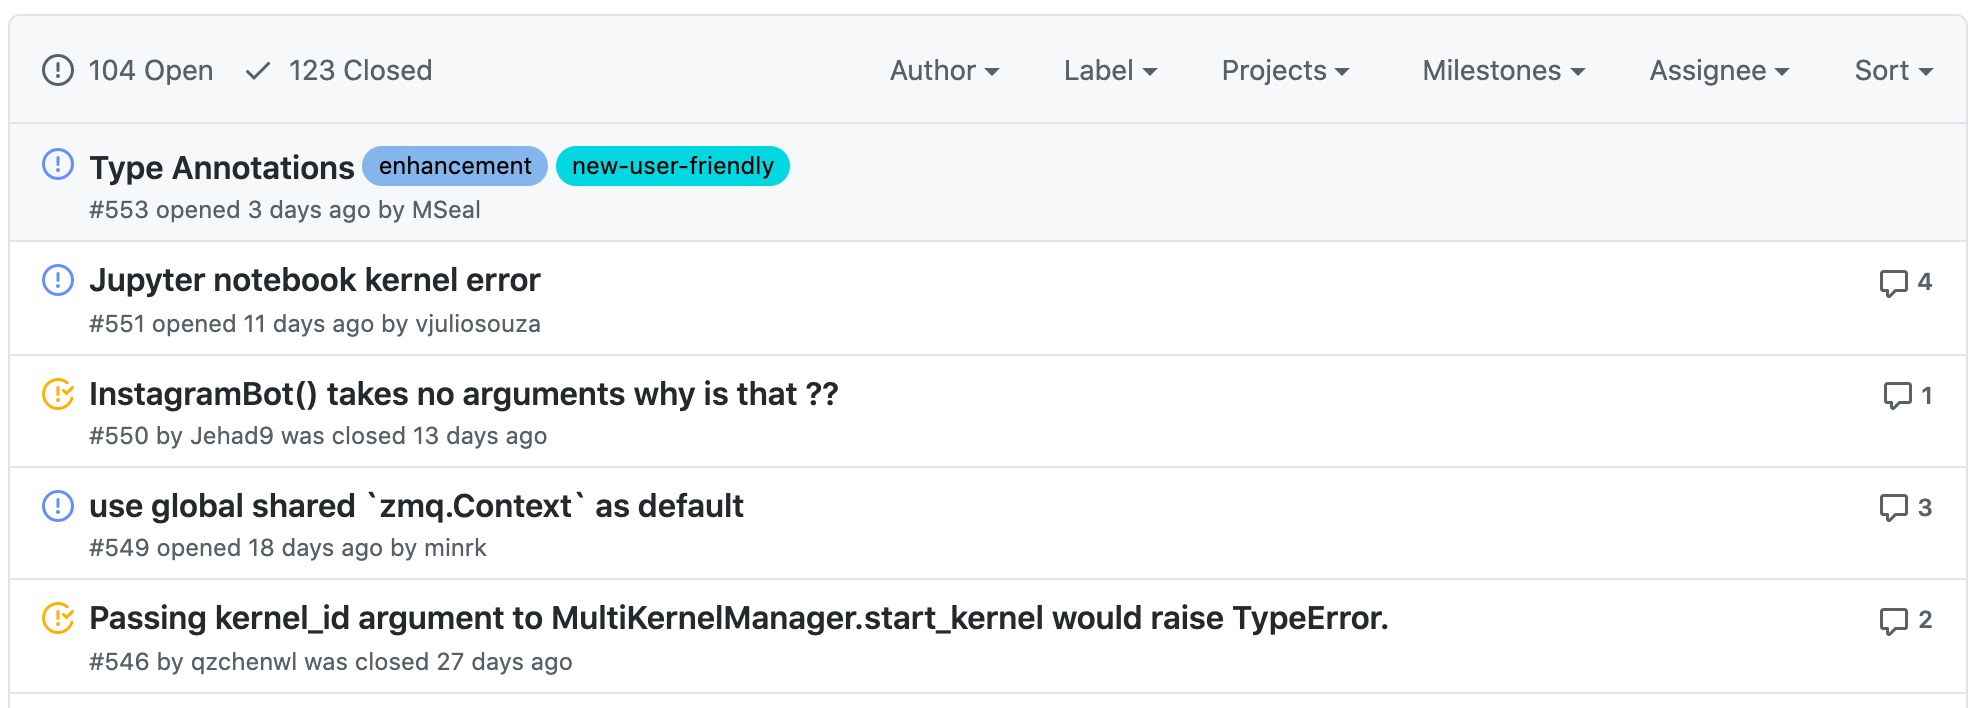 104 Open 123 Closed Author Label Projects Milestones Assignee Sort
Type Annotations enhancement new-user-friendly
#553 opened 3 days ago by MSeal
Jupyter notebook kernel error 4
#551 opened 11 days ago by vjuliosouza
InstagramBot() takes no arguments why is that ?? 1
#550 by Jehad9 was closed 13 days ago
use global shared `zmq.Context` as default 3
#549 opened 18 days ago by minrk
Passing kernel_id argument to MultiKernelManager.start_kernel would raise TypeError. 2
#546 by qzchenwl was closed 27 days ago